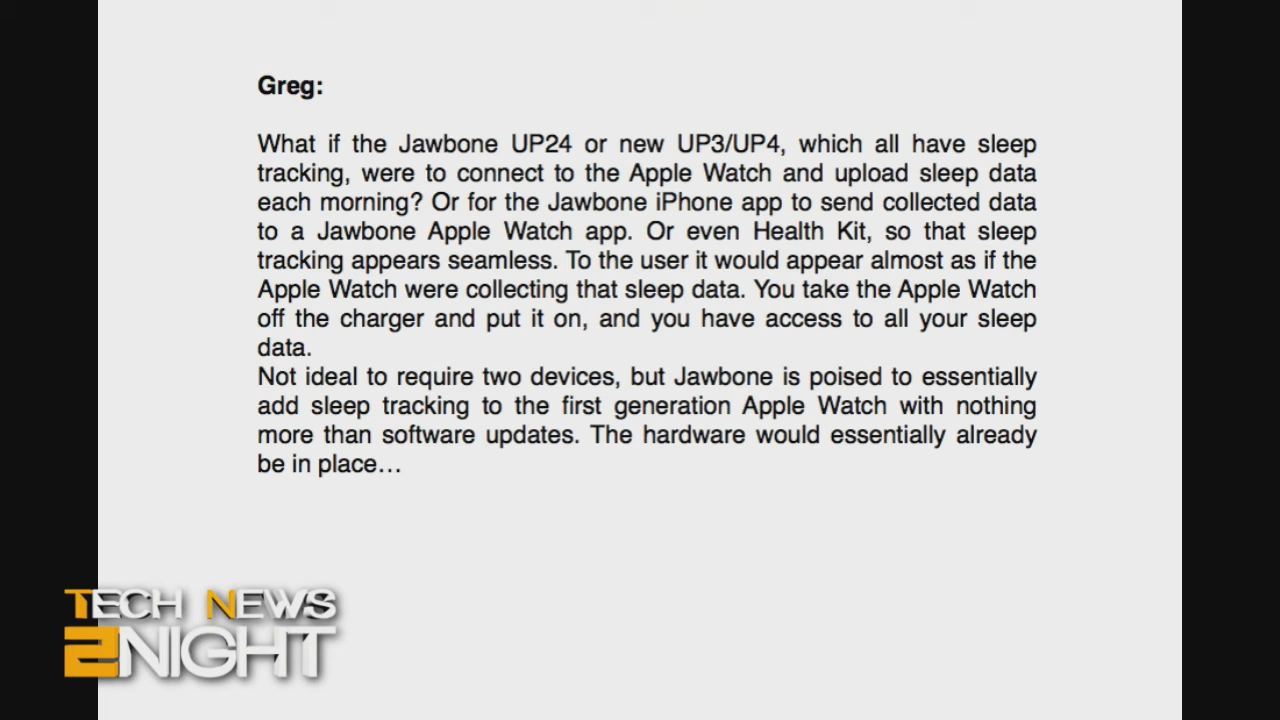 Greg:
What if the Jawbone UP24 or new UP3/UP4, which all have sleep
tracking, were to connect to the Apple Watch and upload sleep data
each morning? Or for the Jawbone iPhone app to send collected data
to a Jawbone Apple Watch app. Or even Health Kit, so that sleep
tracking appears seamless. To the user it would appear almost as if the
Apple Watch were collecting that sleep data. You take the Apple Watch
off the charger and put it on, and you have access to all your sleep
data.
Not ideal to require two devices, but Jawbone is poised to essentially
add sleep tracking to the first generation Apple Watch with nothing
more than software updates. The hardware would essentially already
be in place…
TECH NEWS
2NIGHT